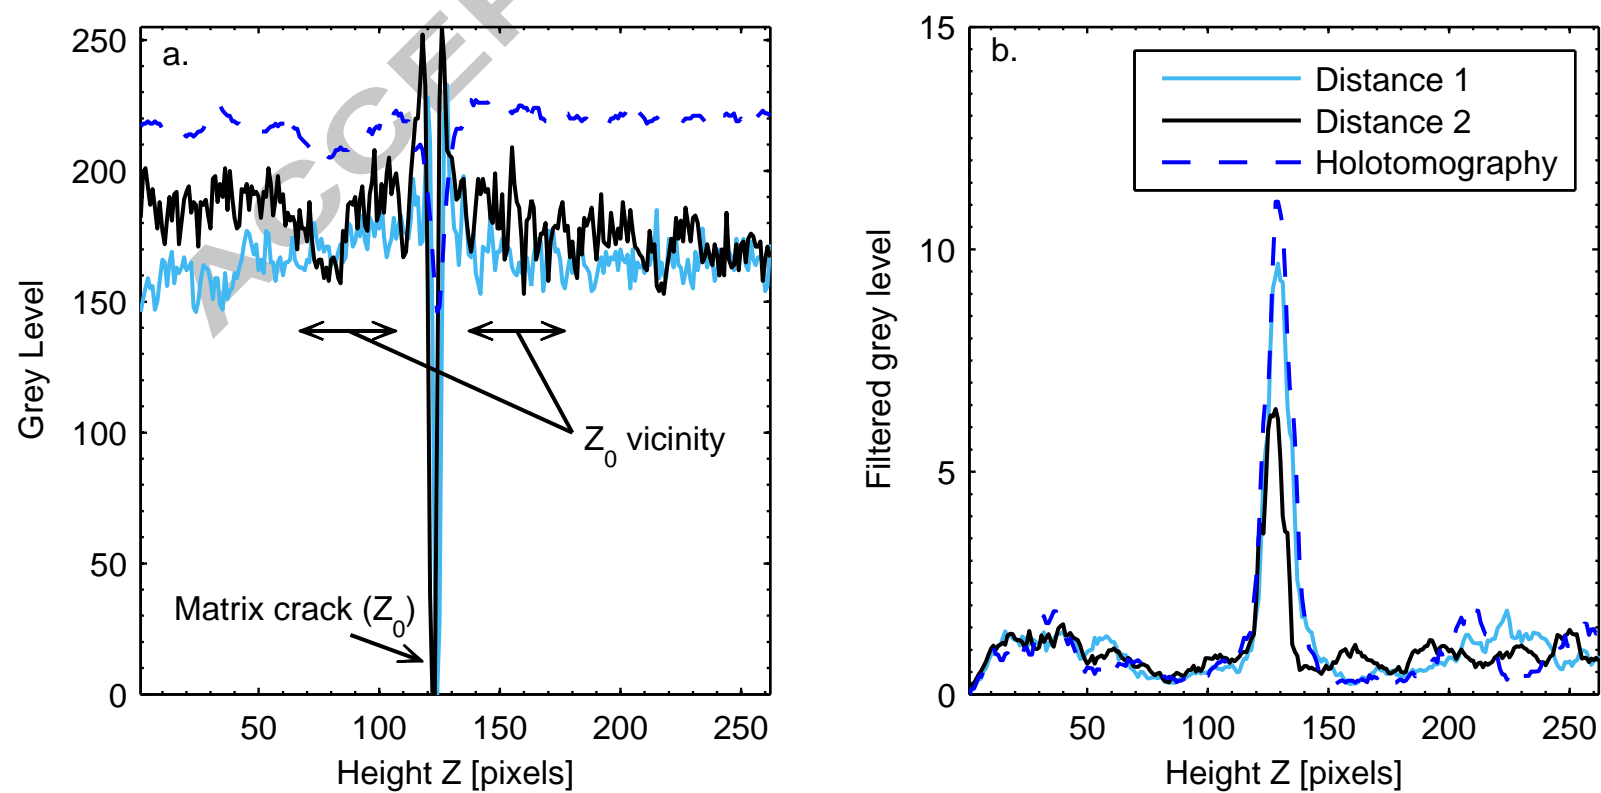 a.
ACCEP
250
200
150
100
50
0
Grey Level
Z0 vicinity
Matrix crack (Z0)
50 100 150 200 250
Height Z [pixels]
b.
15
10
5
0
Filtered grey level
Distance 1
Distance 2
Holotomography
50 100 150 200 250
Height Z [pixels]